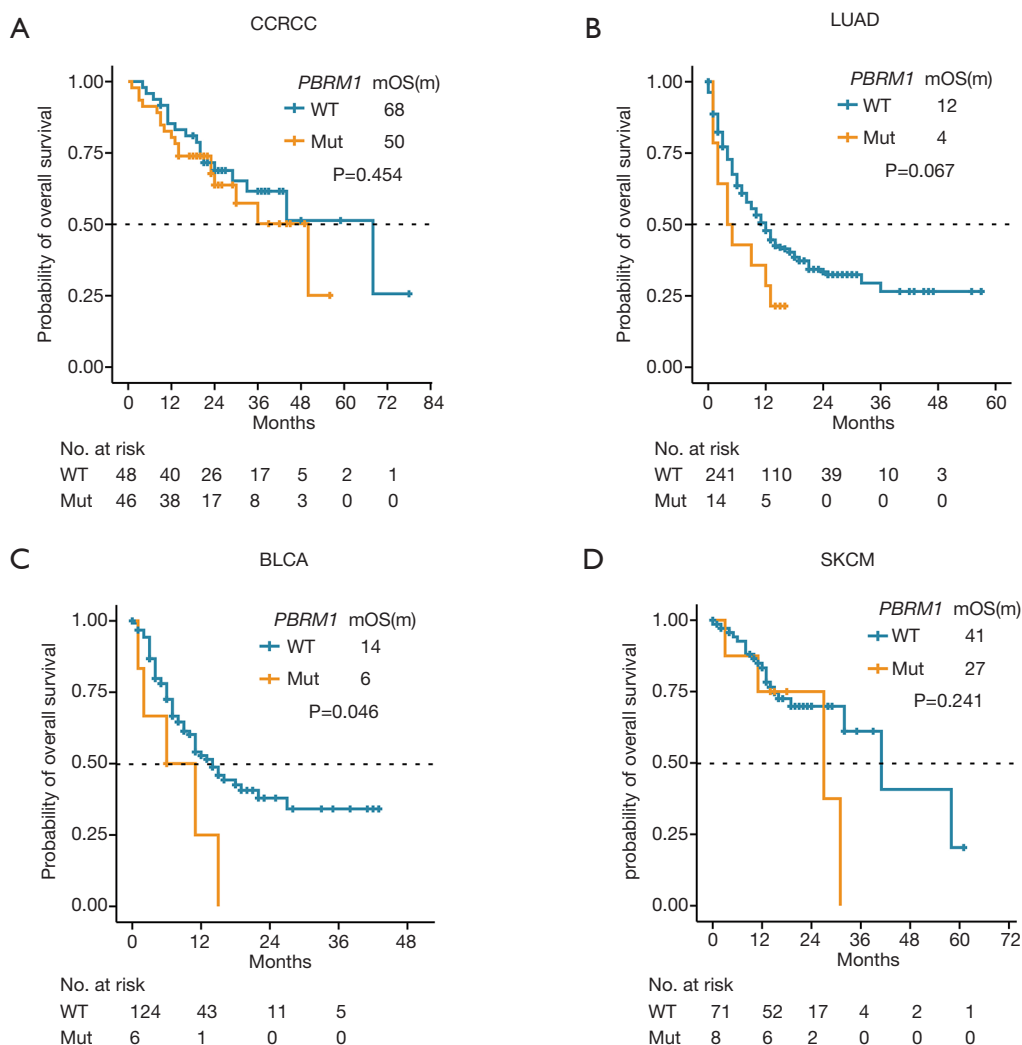 A
CCRCC
PBRM1 mOS(m)
WT 68
Mut 50
P=0.454
Probability of overall survival
1.00
0.75
0.50
0.25
0.00
0 12 24 36 48 60 72 84
Months
No. at risk
WT 48 40 26 17 5 2 1
Mut 46 38 17 8 3 0 0
B
LUAD
PBRM1 mOS(m)
WT 12
Mut 4
P=0.067
Probability of overall survival
1.00
0.75
0.50
0.25
0.00
0 12 24 36 48 60
Months
No. at risk
WT 241 110 39 10 3
Mut 14 5 0 0 0
C
BLCA
PBRM1 mOS(m)
WT 14
Mut 6
P=0.046
Probability of overall survival
1.00
0.75
0.50
0.25
0.00
0 12 24 36 48
Months
No. at risk
WT 124 43 11 5
Mut 6 1 0 0
D
SKCM
PBRM1 mOS(m)
WT 41
Mut 27
P=0.241
probability of overall survival
1.00
0.75
0.50
0.25
0.00
0 12 24 36 48 60 72
Months
No. at risk
WT 71 52 17 4 2 1
Mut 8 6 2 0 0 0